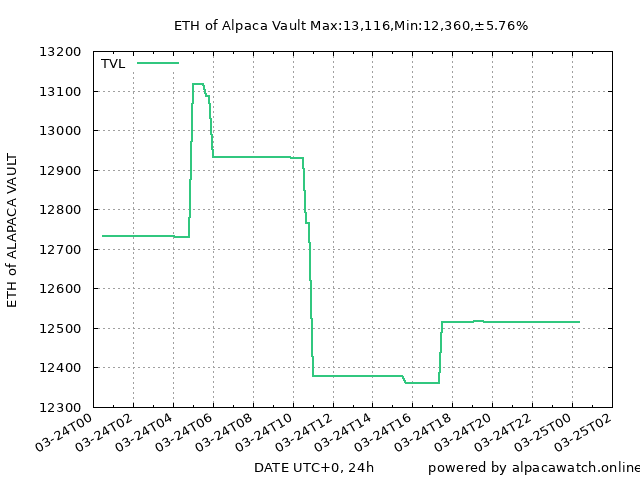 ETH of Alpaca Vault Max:13,116,Min:12,360,±5.76%
TVL
ETH of ALAPACA VAULT
13200
13100
13000
12900
12800
12700
12600
12500
12400
12300
03-24T00
03-24T02
03-24T04
03-24T06
03-24T08
03-24T10
03-24T12
03-24T14
03-24T16
03-24T18
03-24T20
03-24T22
03-25T00
03-25T02
DATE UTC+0, 24h
powered by alpacawatch.online